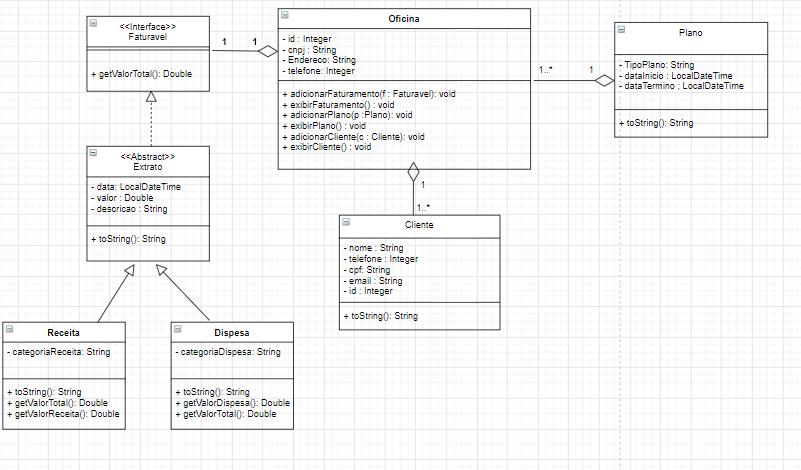 <<Interface>>
Faturavel
+ getValorTotal(): Double
1
1
Oficina
- id : Integer
- cnpj : String
- Endereco: String
- telefone: Integer
+ adicionarFaturamento(f : Faturavel): void
+ exibirFaturamento() : void
+ adicionarPlano(p :Plano): void
+ exibirPlano() : void
+ adicionarCliente(c : Cliente): void
+ exibirCliente() : void
1..*
1
Plano
- TipoPlano: String
- dataInicio : LocalDateTime
- dataTermino ; LocalDateTime
+ toString(): String
<<Abstract>>
Extrato
- data: LocalDateTime
- valor : Double
- descricao : String
+ toString(): String
1
1..*
Cliente
- nome : String
- telefone : Integer
- cpf: String
- email : String
- id : Integer
+ toString(): String
Receita
- categoriaReceita: String
+ toString(): String
+ getValorTotal(): Double
+ getValorReceita(): Double
Dispesa
- categoriaDispesa: String
+ toString(): String
+ getValorDispesa(): Double
+ getValorTotal(): Double